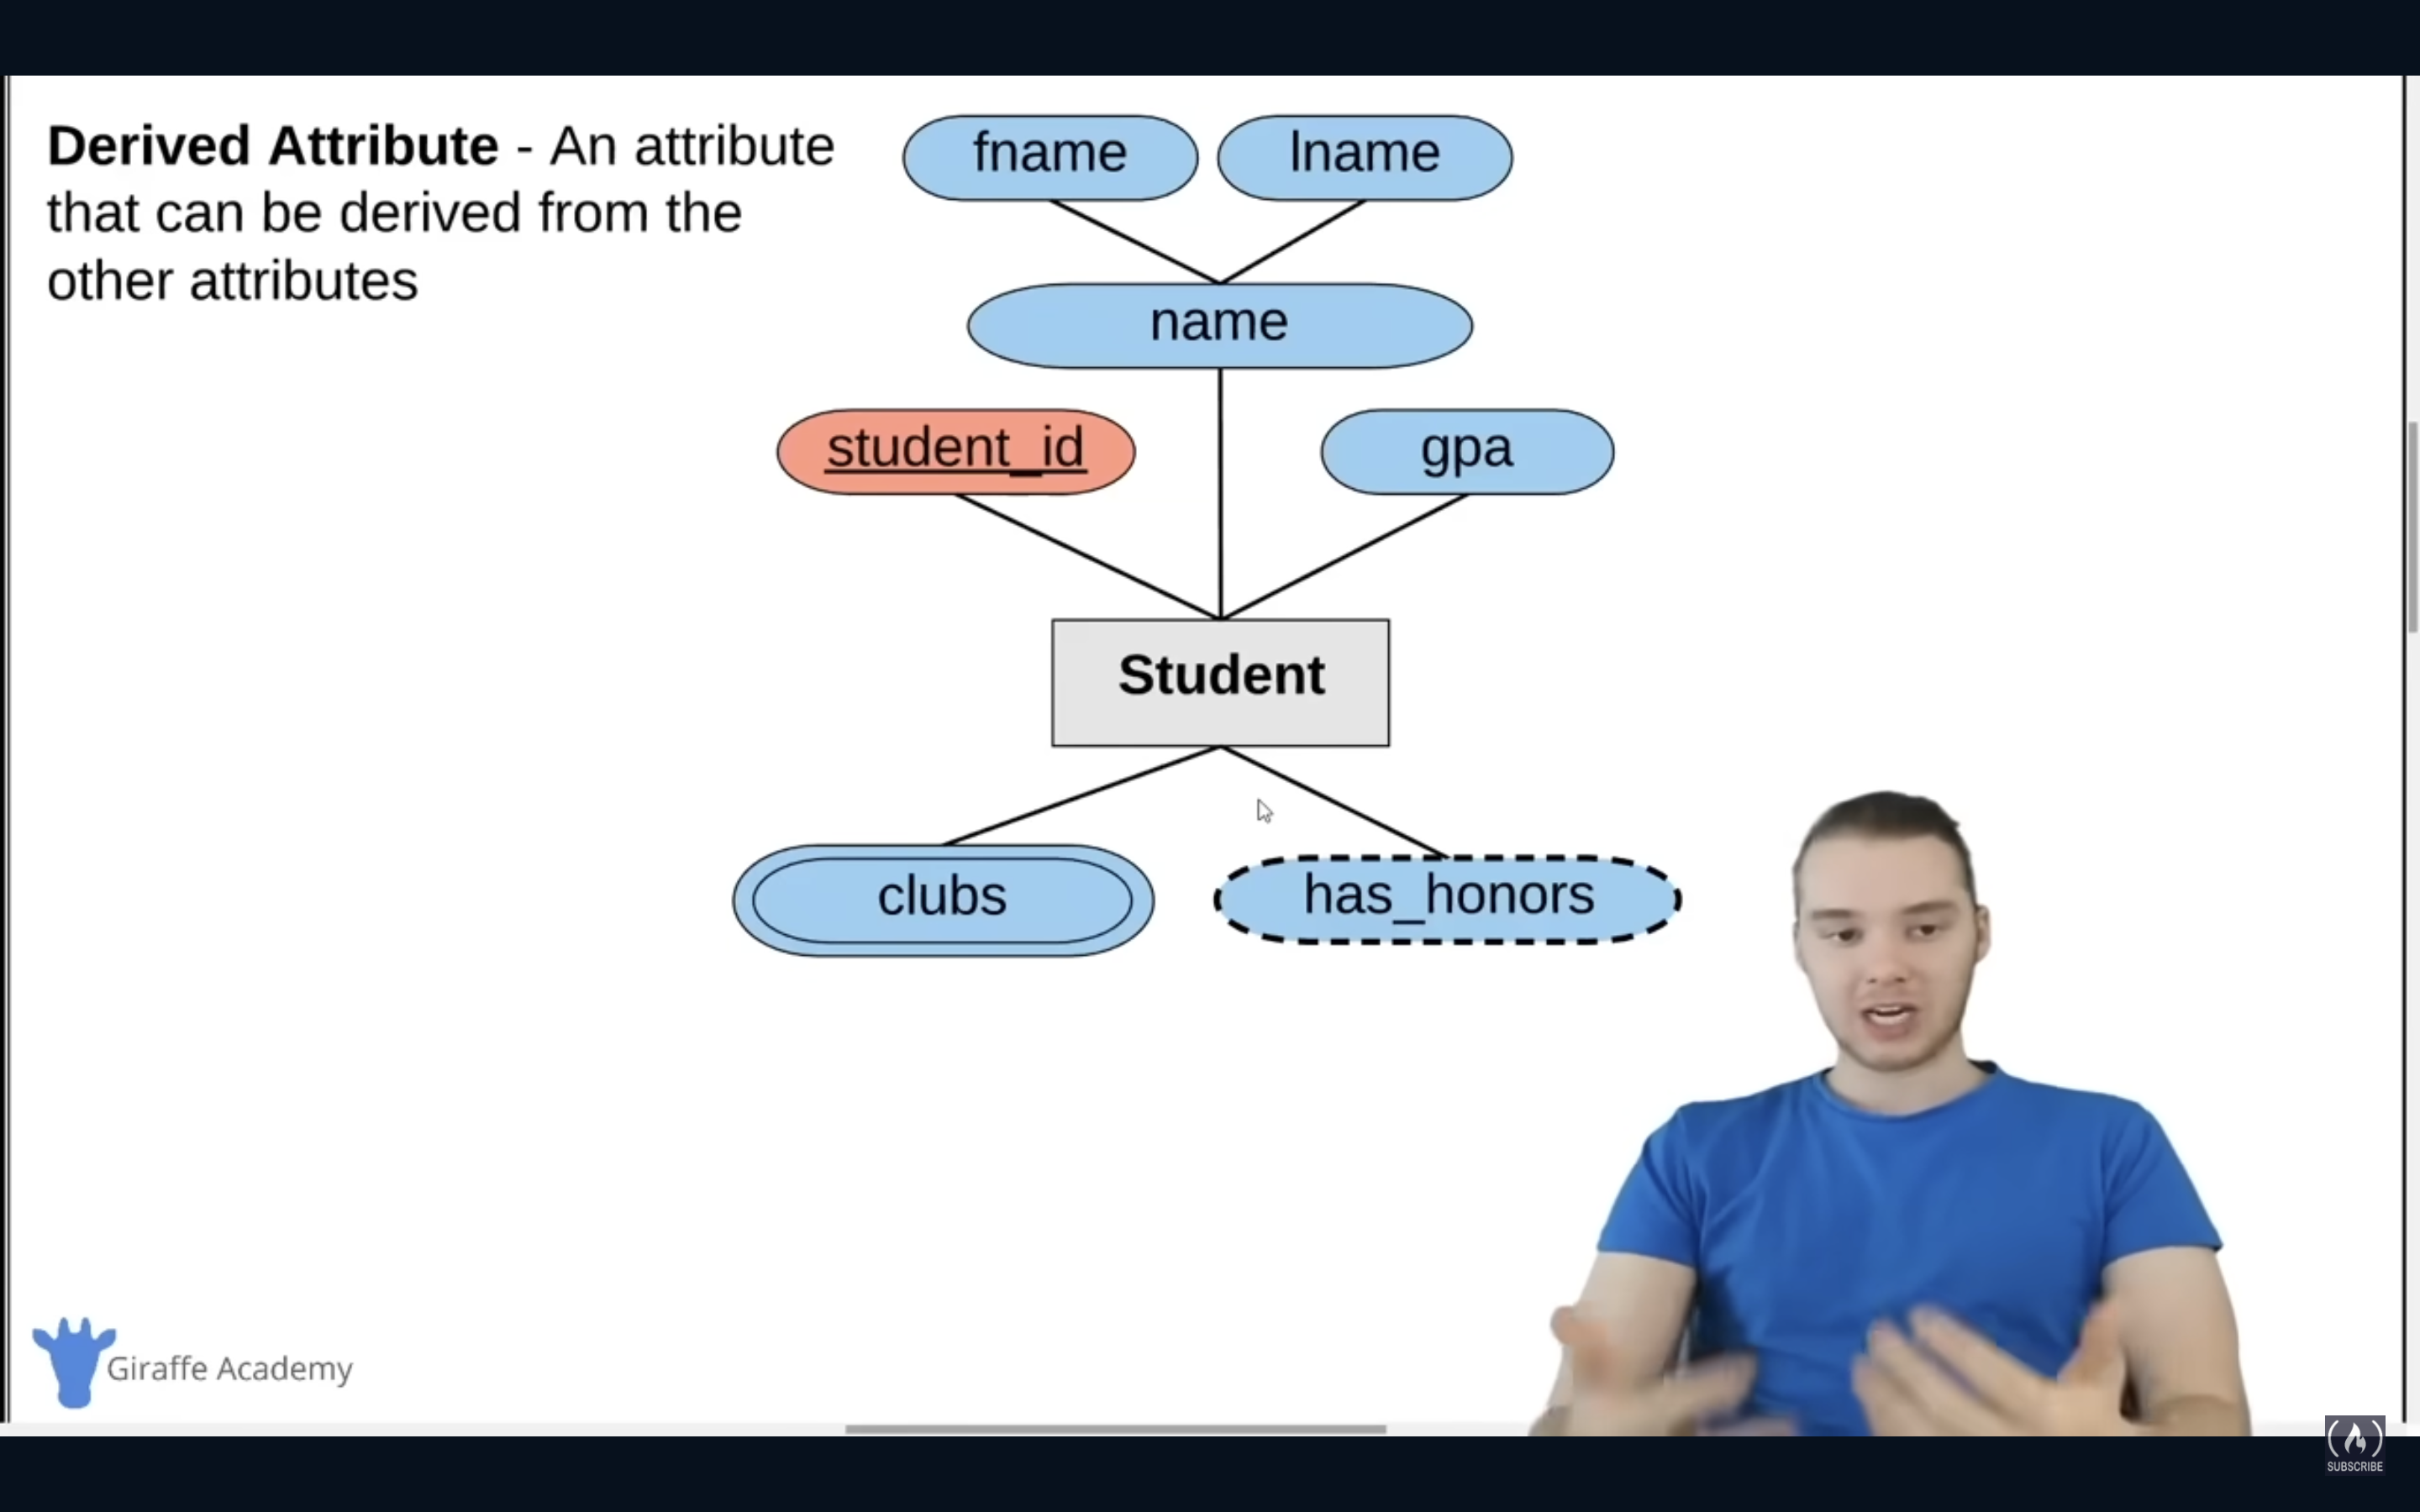 Derived Attribute - An attribute
that can be derived from the
other attributes
fname
lname
name
student_id
gpa
Student
clubs
has_honors
Giraffe Academy
SUBSCRIBE